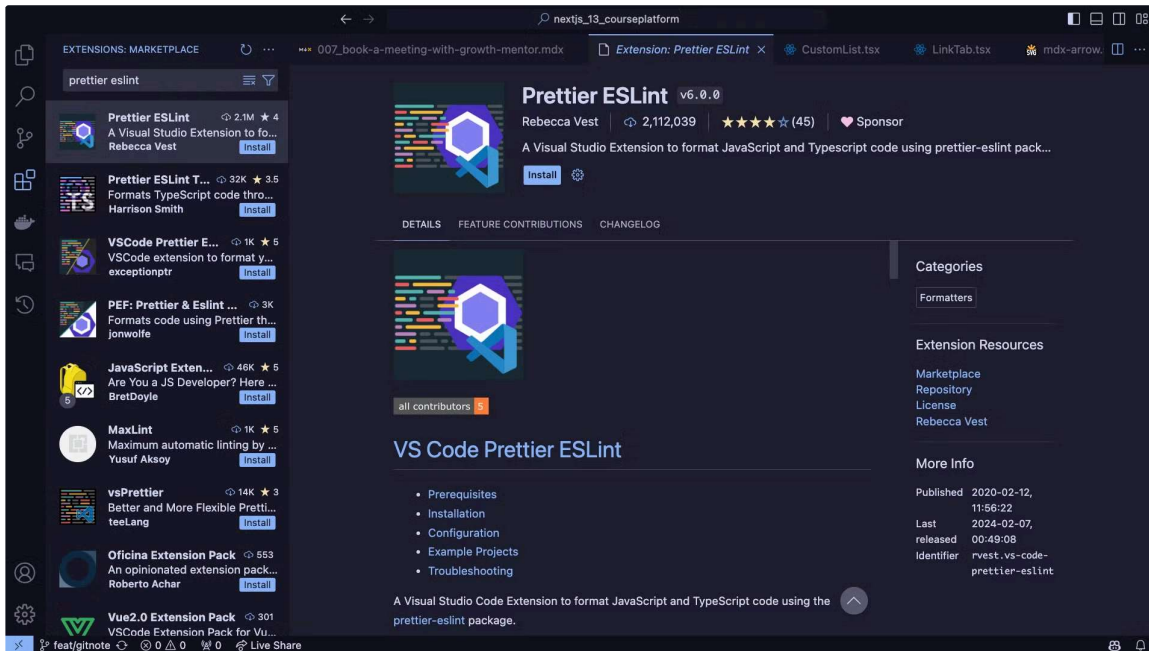 nextjs_13_courseplatform
EXTENSIONS: MARKETPLACE
prettier eslint
Prettier ESLint 2.1M ★ 4
A Visual Studio Extension to fo...
Rebecca Vest Install
Prettier ESLint T... 32K ★ 3.5
Formats TypeScript code thro...
Harrison Smith Install
VSCode Prettier E... 1K ★ 5
VSCode extension to format y...
exceptionptr Install
PEF: Prettier & Eslint ... 3K
Formats code using Prettier th...
jonwolfe Install
JavaScript Exten... 46K ★ 5
Are You a JS Developer? Here ...
BretDoyle Install
5
MaxLint 1K ★ 5
Maximum automatic linting by ...
Yusuf Aksoy Install
vsPrettier 14K ★ 3
Better and More Flexible Pretti...
teeLang Install
Oficina Extension Pack 553
An opinionated extension pack...
Roberto Achar Install
Vue2.0 Extension Pack 301
VSCode Extension Pack for Vu...
007_book-a-meeting-with-growth-mentor.mdx
Extension: Prettier ESLint ×
CustomList.tsx
LinkTab.tsx
mdx-arrow.
Prettier ESLint v6.0.0
Rebecca Vest 2,112,039 ★★★★☆ (45) Sponsor
A Visual Studio Extension to format JavaScript and Typescript code using prettier-eslint pack...
Install
DETAILS FEATURE CONTRIBUTIONS CHANGELOG
all contributors 5
VS Code Prettier ESLint
• Prerequisites
• Installation
• Configuration
• Example Projects
• Troubleshooting
A Visual Studio Code Extension to format JavaScript and TypeScript code using the
prettier-eslint package.
Categories
Formatters
Extension Resources
Marketplace
Repository
License
Rebecca Vest
More Info
Published 2020-02-12,
11:56:22
Last 2024-02-07,
released 00:49:08
Identifier rvest.vs-code-
prettier-eslint
feat/gitnote 0 0 0 Live Share